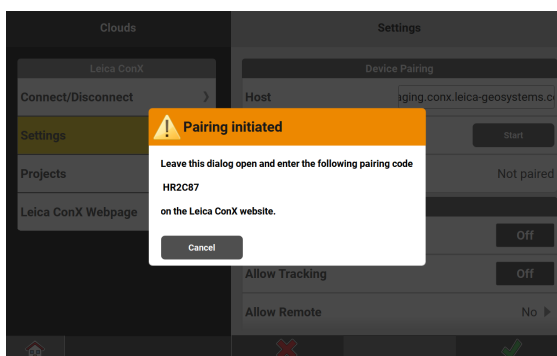 Clouds
Settings
Leica ConX
Connect/Disconnect
Settings
Projects
Leica ConX Webpage
Device Pairing
Host
aging.conx.leica-geosystems.c
Start
Not paired
Off
Allow Tracking
Off
Allow Remote
No
Pairing initiated
Leave this dialog open and enter the following pairing code
HR2C87
on the Leica ConX website.
Cancel